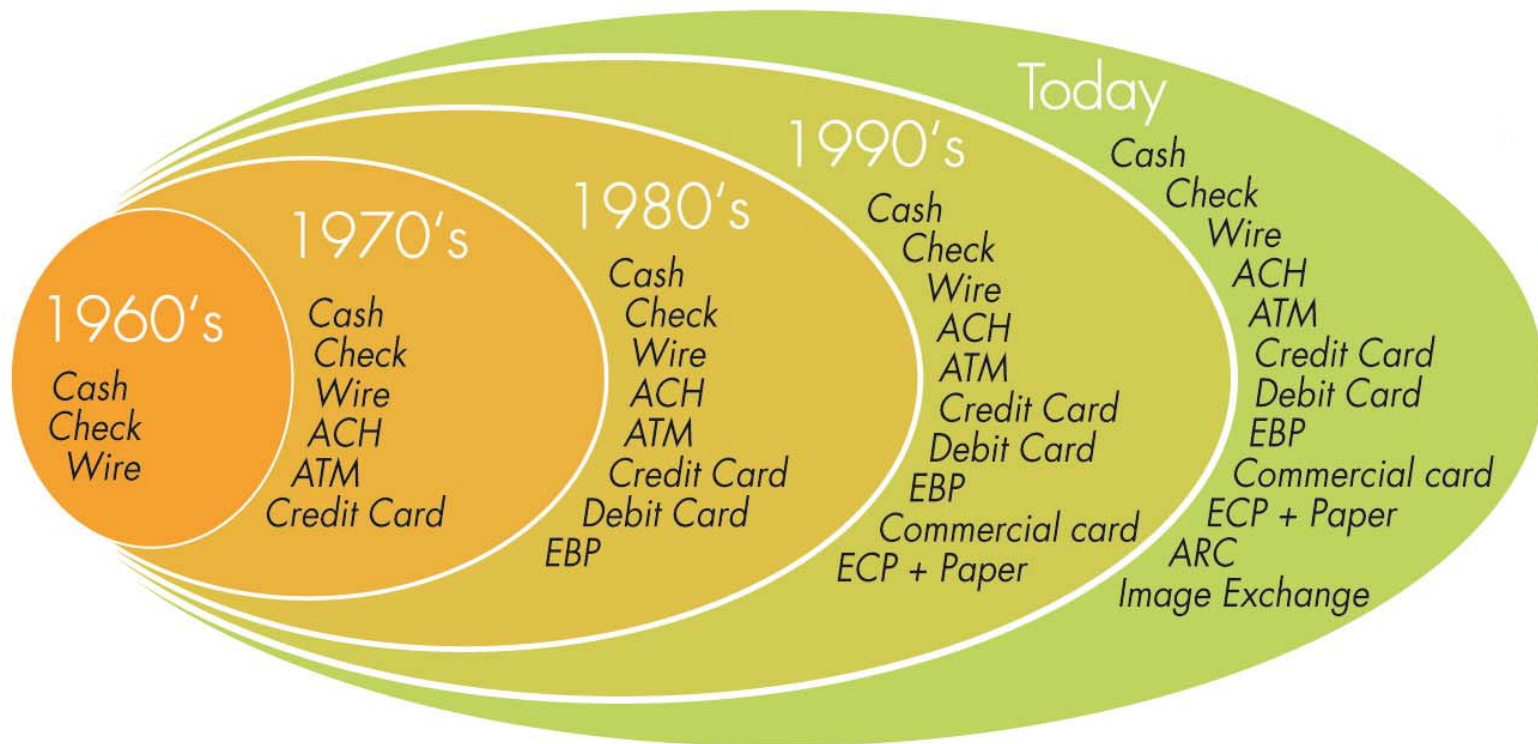 1960‘s
Cash
Check
Wire
1970‘s
Cash
Check
Wire
ACH
ATM
Credit Card
1980‘s
Cash
Check
Wire
ACH
ATM
Credit Card
Debit Card
EBP
1990‘s
Cash
Check
Wire
ACH
ATM
Credit Card
Debit Card
EBP
Commercial card
ECP + Paper
Today
Cash
Check
Wire
ACH
ATM
Credit Card
Debit Card
EBP
Commercial card
ECP + Paper
ARC
Image Exchange